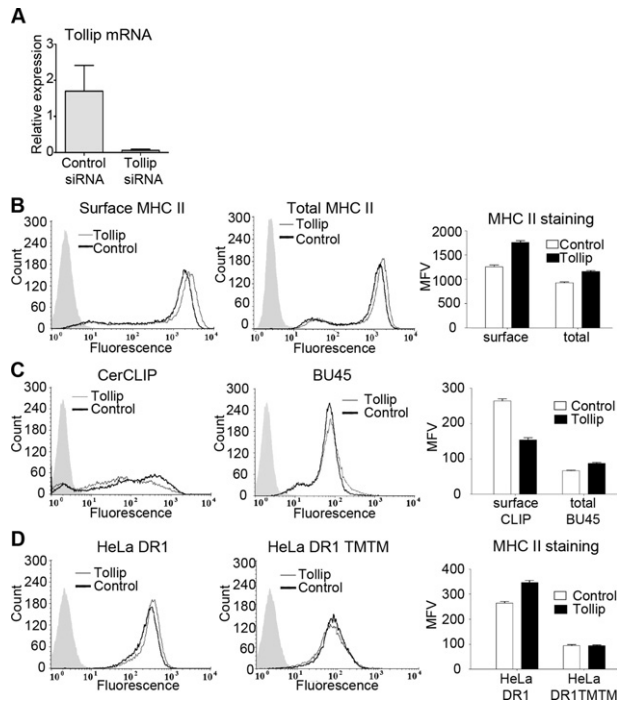 A
Tollip mRNA
Relative expression
3
2
1
0
Control siRNA
Tollip siRNA
B
Surface MHC II
Count
300
240
180
120
60
0
Tollip
Control
10⁰ 10¹ 10² 10³ 10⁴
Fluorescence
Total MHC II
Count
300
240
180
120
60
0
Tollip
Control
10⁰ 10¹ 10² 10³ 10⁴
Fluorescence
MHC II staining
MFV
2000
1500
1000
500
0
Control
Tollip
surface total
C
CerCLIP
Count
300
240
180
120
60
0
Tollip
Control
10⁰ 10¹ 10² 10³ 10⁴
Fluorescence
BU45
Count
300
240
180
120
60
0
Tollip
Control
10⁰ 10¹ 10² 10³ 10⁴
Fluorescence
MFV
300
200
100
0
Control
Tollip
surface CLIP
total BU45
D
HeLa DR1
Count
300
240
180
120
60
0
Tollip
Control
10⁰ 10¹ 10² 10³ 10⁴
Fluorescence
HeLa DR1 TMTM
Count
300
240
180
120
60
0
Tollip
Control
10⁰ 10¹ 10² 10³ 10⁴
Fluorescence
MHC II staining
MFV
400
300
200
100
0
Control
Tollip
HeLa DR1
HeLa DR1TMTM